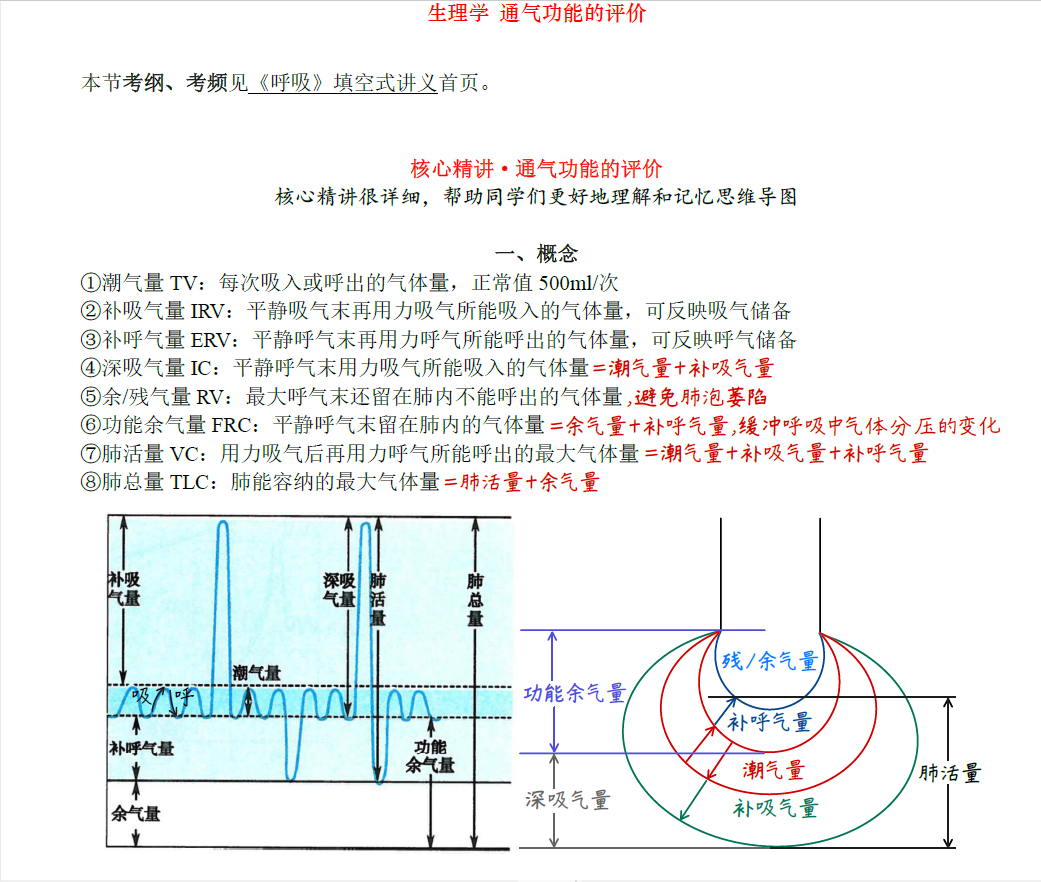 生理学 通气功能的评价
本节考纲、考频见《呼吸》填空式讲义首页。
核心精讲·通气功能的评价
核心精讲很详细，帮助同学们更好地理解和记忆思维导图
一、概念
①潮气量 TV：每次吸入或呼出的气体量，正常值 500ml/次
②补吸气量 IRV：平静吸气末再用力吸气所能吸入的气体量，可反映吸气储备
③补呼气量 ERV：平静呼气末再用力呼气所能呼出的气体量，可反映呼气储备
④深吸气量 IC：平静呼气末用力吸气所能吸入的气体量=潮气量+补吸气量
⑤余/残气量 RV：最大呼气末还留在肺内不能呼出的气体量,避免肺泡萎陷
⑥功能余气量 FRC：平静呼气末留在肺内的气体量=余气量+补呼气量,缓冲呼吸中气体分压的变化
⑦肺活量 VC：用力吸气后再用力呼气所能呼出的最大气体量=潮气量+补吸气量+补呼气量
⑧肺总量 TLC：肺能容纳的最大气体量=肺活量+余气量
补吸
气量
深吸
气量
肺
活
量
肺
总
量
潮气量
吸 呼
补呼气量
功能
余气量
余气量
残/余气量
功能余气量
补呼气量
潮气量
肺活量
深吸气量
补吸气量